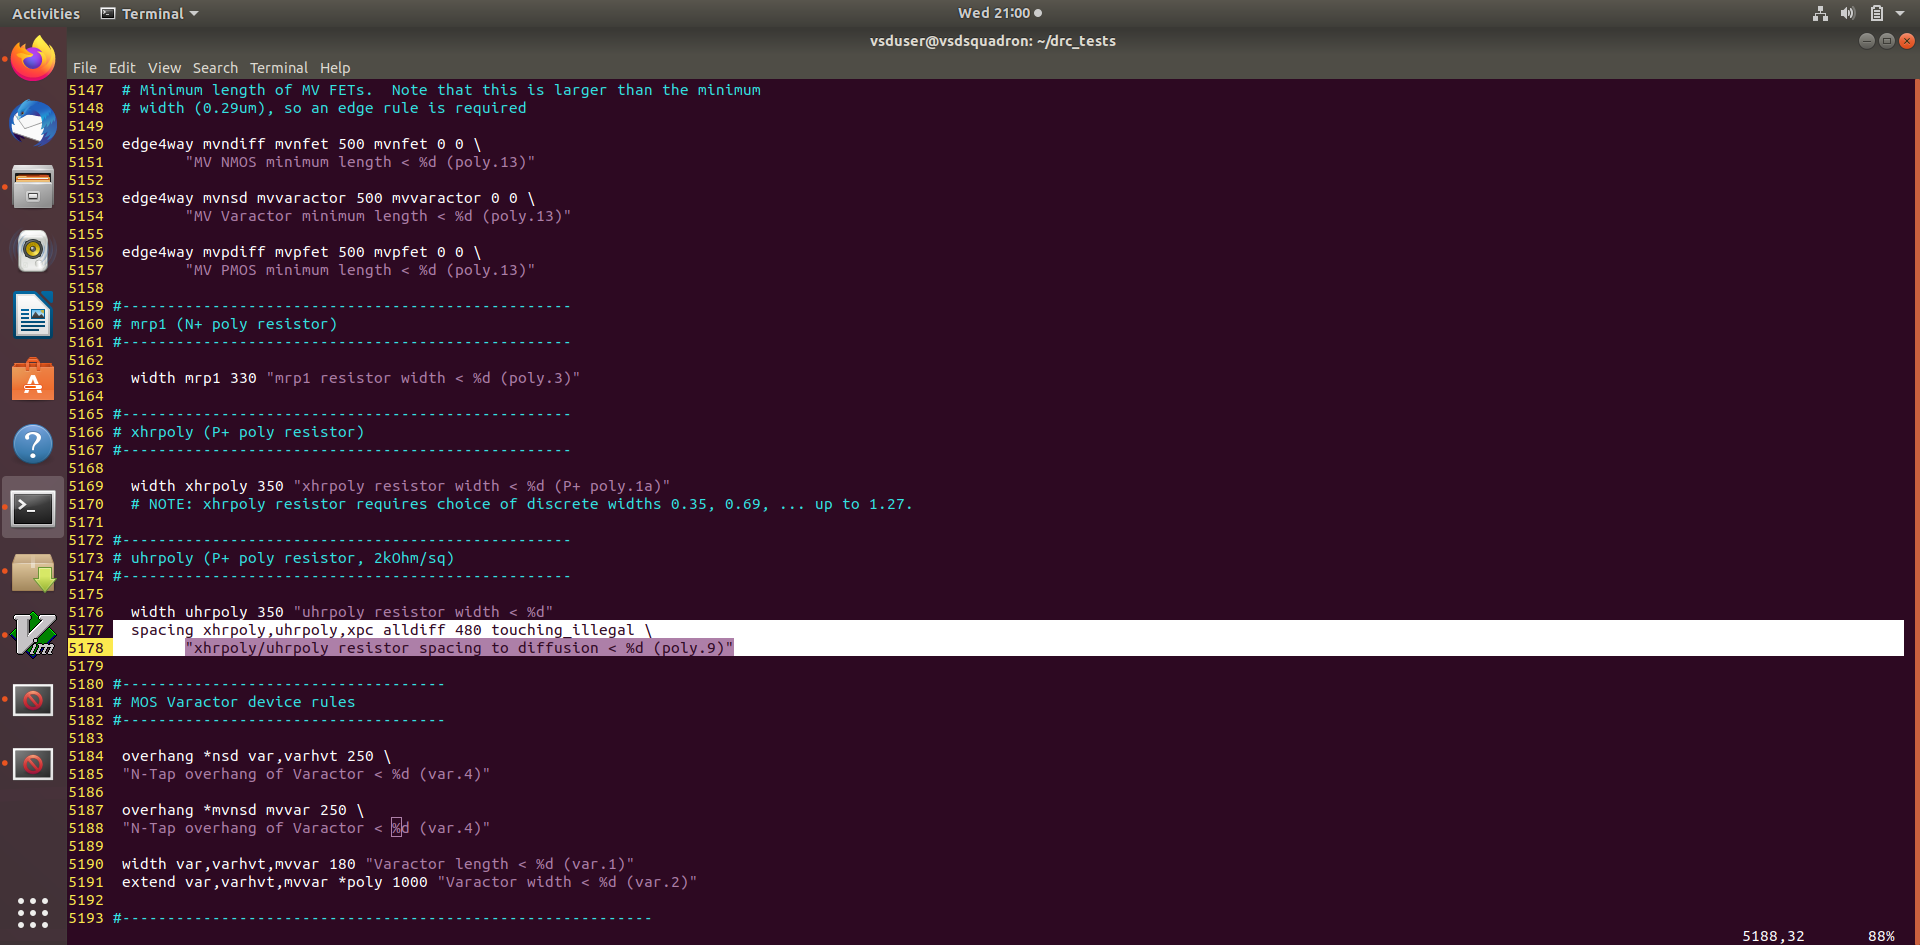 Activities Terminal Wed 21:00
vsduser@vsdsquadron: ~/drc_tests
File Edit View Search Terminal Help
5147 # Minimum length of MV FETs.  Note that this is larger than the minimum
5148 # width (0.29um), so an edge rule is required
5149
5150 edge4way mvndiff mvnfet 500 mvnfet 0 0 \
5151 "MV NMOS minimum length < %d (poly.13)"
5152
5153 edge4way mvnsd mvvaractor 500 mvvaractor 0 0 \
5154 "MV Varactor minimum length < %d (poly.13)"
5155
5156 edge4way mvpdiff mvpfet 500 mvpfet 0 0 \
5157 "MV PMOS minimum length < %d (poly.13)"
5158
5159 #--------------------------------------------------
5160 # mrp1 (N+ poly resistor)
5161 #--------------------------------------------------
5162
5163 width mrp1 330 "mrp1 resistor width < %d (poly.3)"
5164
5165 #--------------------------------------------------
5166 # xhrpoly (P+ poly resistor)
5167 #--------------------------------------------------
5168
5169 width xhrpoly 350 "xhrpoly resistor width < %d (P+ poly.1a)"
5170 # NOTE: xhrpoly resistor requires choice of discrete widths 0.35, 0.69, ... up to 1.27.
5171
5172 #--------------------------------------------------
5173 # uhrpoly (P+ poly resistor, 2kOhm/sq)
5174 #--------------------------------------------------
5175
5176 width uhrpoly 350 "uhrpoly resistor width < %d"
5177 spacing xhrpoly,uhrpoly,xpc alldiff 480 touching_illegal \
5178 "xhrpoly/uhrpoly resistor spacing to diffusion < %d (poly.9)"
5179
5180 #------------------------------------
5181 # MOS Varactor device rules
5182 #------------------------------------
5183
5184 overhang *nsd var,varhvt 250 \
5185 "N-Tap overhang of Varactor < %d (var.4)"
5186
5187 overhang *mvnsd mvvar 250 \
5188 "N-Tap overhang of Varactor < %d (var.4)"
5189
5190 width var,varhvt,mvvar 180 "Varactor length < %d (var.1)"
5191 extend var,varhvt,mvvar *poly 1000 "Varactor width < %d (var.2)"
5192
5193 #-----------------------------------------------------------
5188,32 88%